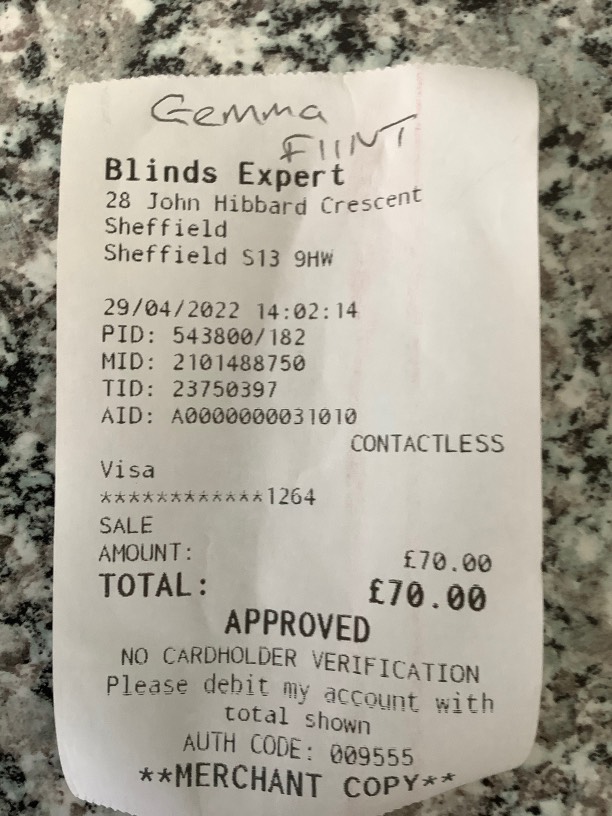 Gemma
FlINT
Blinds Expert
28 John Hibbard Crescent
Sheffield
Sheffield S13 9HW
29/04/2022 14:02:14
PID: 543800/182
MID: 2101488750
TID: 23750397
AID: A0000000031010
CONTACTLESS
Visa
************1264
SALE
AMOUNT: £70.00
TOTAL: £70.00
APPROVED
NO CARDHOLDER VERIFICATION
Please debit my account with
total shown
AUTH CODE: 009555
**MERCHANT COPY**